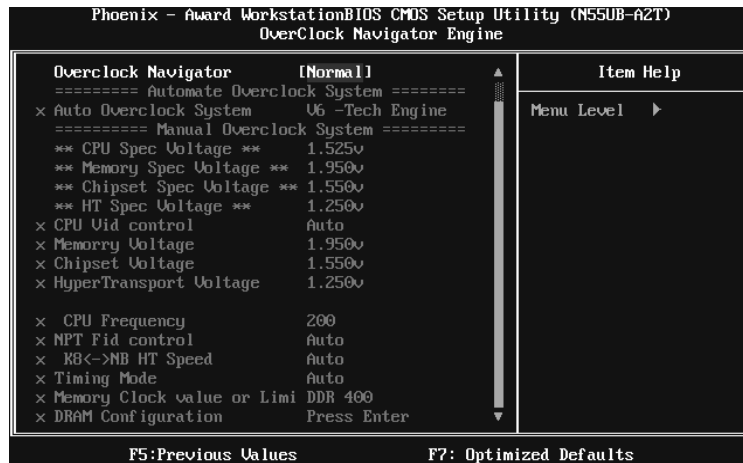 Phoenix - Award WorkstationBIOS CMOS Setup Utility (N55UB-A2T)
OverClock Navigator Engine
Overclock Navigator [Normal]
========= Automate Overclock System ========
x Auto Overclock System V6 -Tech Engine
========== Manual Overclock System =========
** CPU Spec Voltage ** 1.525v
** Memory Spec Voltage ** 1.950v
** Chipset Spec Voltage ** 1.550v
** HT Spec Voltage ** 1.250v
x CPU Vid control Auto
x Memorry Voltage 1.950v
x Chipset Voltage 1.550v
x HyperTransport Voltage 1.250v
x CPU Frequency 200
x NPT Fid control Auto
x K8<->NB HT Speed Auto
x Timing Mode Auto
x Memory Clock value or Limi DDR 400
x DRAM Configuration Press Enter
Item Help
Menu Level
F5:Previous Values F7: Optimized Defaults